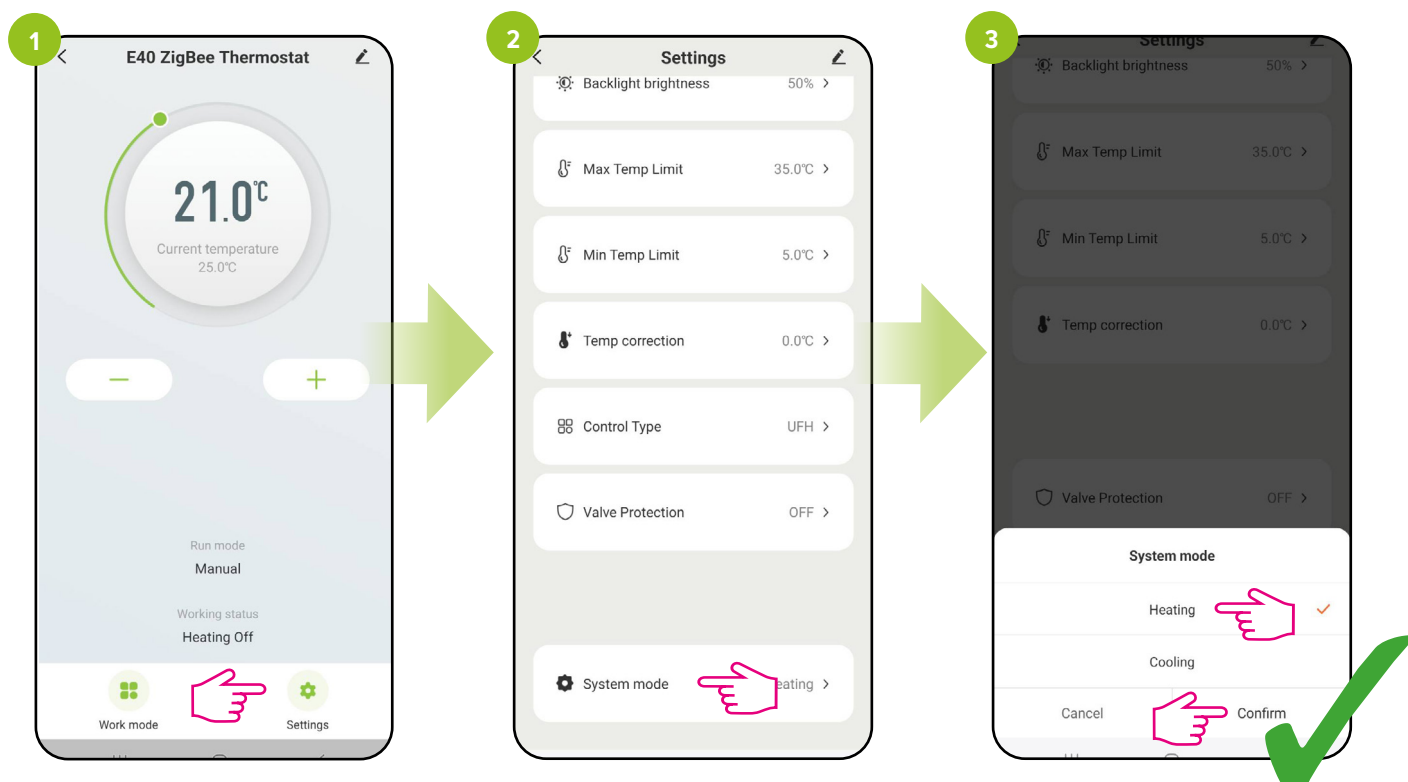 1
E40 ZigBee Thermostat
21.0℃
Current temperature
25.0℃
Run mode
Manual
Working status
Heating Off
Work mode
Settings
2
Settings
Backlight brightness 50%
Max Temp Limit 35.0℃
Min Temp Limit 5.0℃
Temp correction 0.0℃
Control Type UFH
Valve Protection OFF
System mode eating
3
Settings
Backlight brightness 50%
Max Temp Limit 35.0℃
Min Temp Limit 5.0℃
Temp correction 0.0℃
Valve Protection OFF
System mode
Heating
Cooling
Cancel Confirm